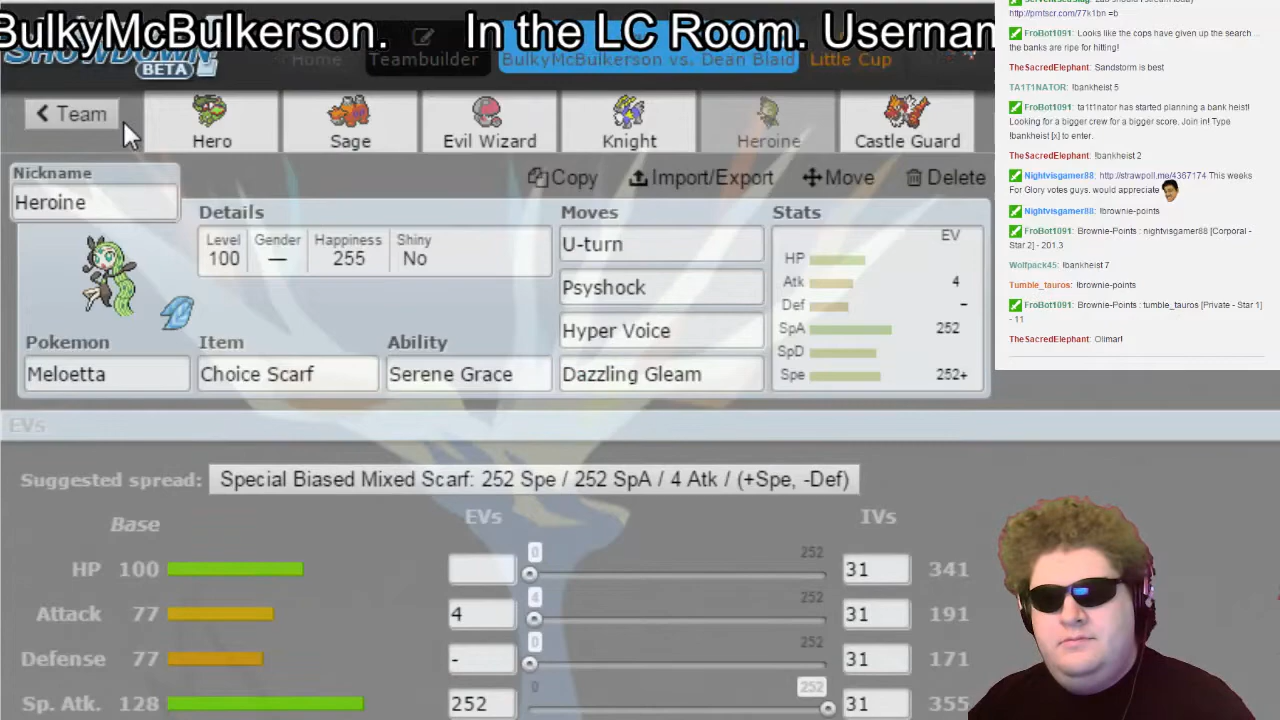 BulkyMcBulkerson. In the LC Room. Usernam
SHOWDOWN
BETA
Home
Teambuilder
BulkyMcBulkerson vs. Dean Blaid
Little Cup
Team
Hero
Sage
Evil Wizard
Knight
Heroine
Castle Guard
Nickname
Heroine
Copy
Import/Export
Move
Delete
Details
Level Gender Happiness Shiny
100 — 255 No
Moves
U-turn
Psyshock
Hyper Voice
Dazzling Gleam
Stats
EV
HP
Atk 4
Def -
SpA 252
SpD
Spe 252+
Pokemon
Meloetta
Item
Choice Scarf
Ability
Serene Grace
EVs
Suggested spread: Special Biased Mixed Scarf: 252 Spe / 252 SpA / 4 Atk / (+Spe, -Def)
Base EVs IVs
HP 100 0 252 31 341
Attack 77 4 4 252 31 191
Defense 77 - 0 252 31 171
Sp. Atk. 128 252 0 252 31 355
http://prntscr.com/77k1bn =b
FroBot1091: Looks like the cops have given up the search ...
the banks are ripe for hitting!
TheSacredElephant: Sandstorm is best
TA1T1NATOR: !bankheist 5
FroBot1091: ta1t1nator has started planning a bank heist!
Looking for a bigger crew for a bigger score. Join in! Type
!bankheist [x] to enter.
TheSacredElephant: !bankheist 2
Nightvisgamer88: http://strawpoll.me/4367174 This weeks
For Glory votes guys. would appreciate
Nightvisgamer88: !brownie-points
FroBot1091: Brownie-Points : nightvisgamer88 [Corporal -
Star 2] - 201.3
Wolfpack45: !bankheist 7
Tumble_tauros: !brownie-points
FroBot1091: Brownie-Points : tumble_tauros [Private - Star 1]
- 11
TheSacredElephant: Olimar!